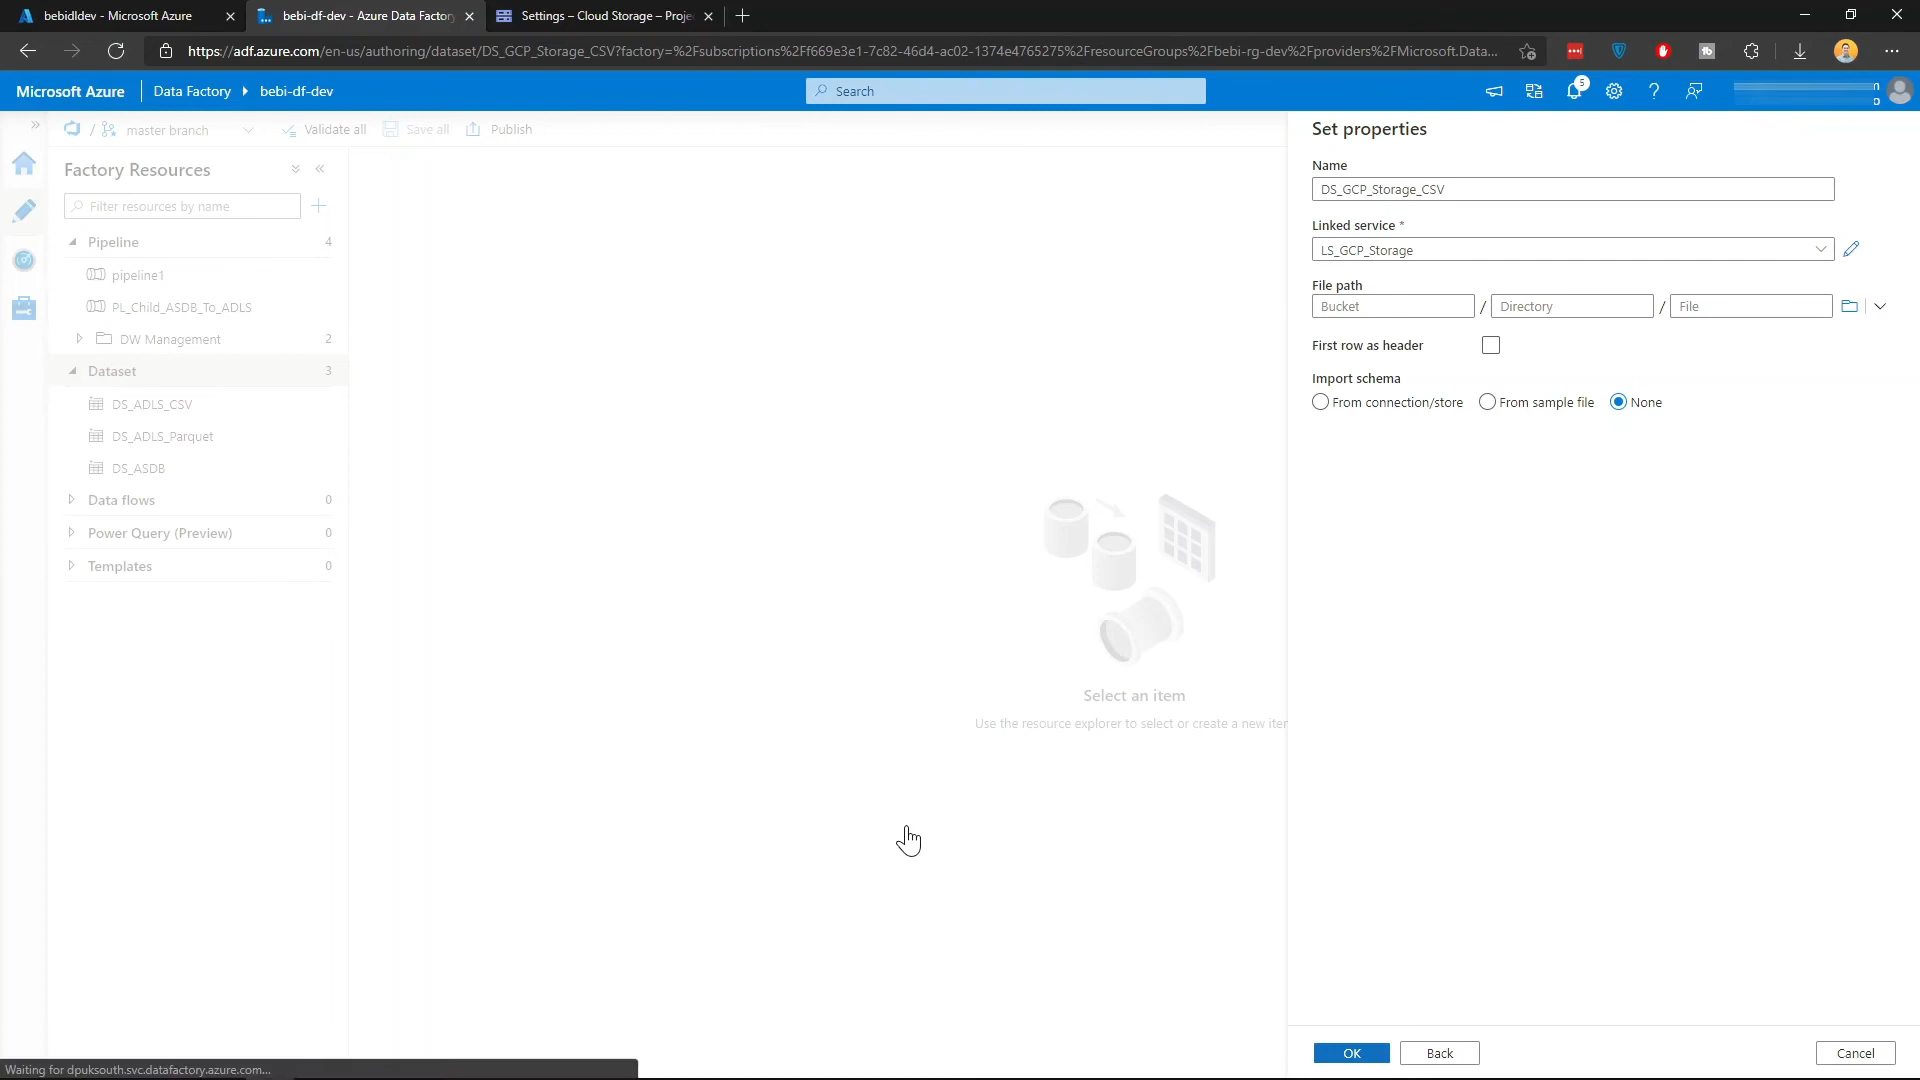 bebidldev - Microsoft Azure
bebi-df-dev - Azure Data Factory
Settings – Cloud Storage – Proje
https://adf.azure.com/en-us/authoring/dataset/DS_GCP_Storage_CSV?factory=%2Fsubscriptions%2Ff669e3e1-7c82-46d4-ac02-1374e4765275%2FresourceGroups%2Fbebi-rg-dev%2Fproviders%2FMicrosoft.Data...
Microsoft Azure
Data Factory
bebi-df-dev
Search
5
/ master branch
Validate all
Save all
Publish
Factory Resources
Filter resources by name
Pipeline 4
pipeline1
PL_Child_ASDB_To_ADLS
DW Management 2
Dataset 3
DS_ADLS_CSV
DS_ADLS_Parquet
DS_ASDB
Data flows 0
Power Query (Preview) 0
Templates 0
Select an item
Use the resource explorer to select or create a new iter
Set properties
Name
DS_GCP_Storage_CSV
Linked service *
LS_GCP_Storage
File path
Bucket / Directory / File
First row as header
Import schema
From connection/store From sample file None
OK Back Cancel
Waiting for dpuksouth.svc.datafactory.azure.com...